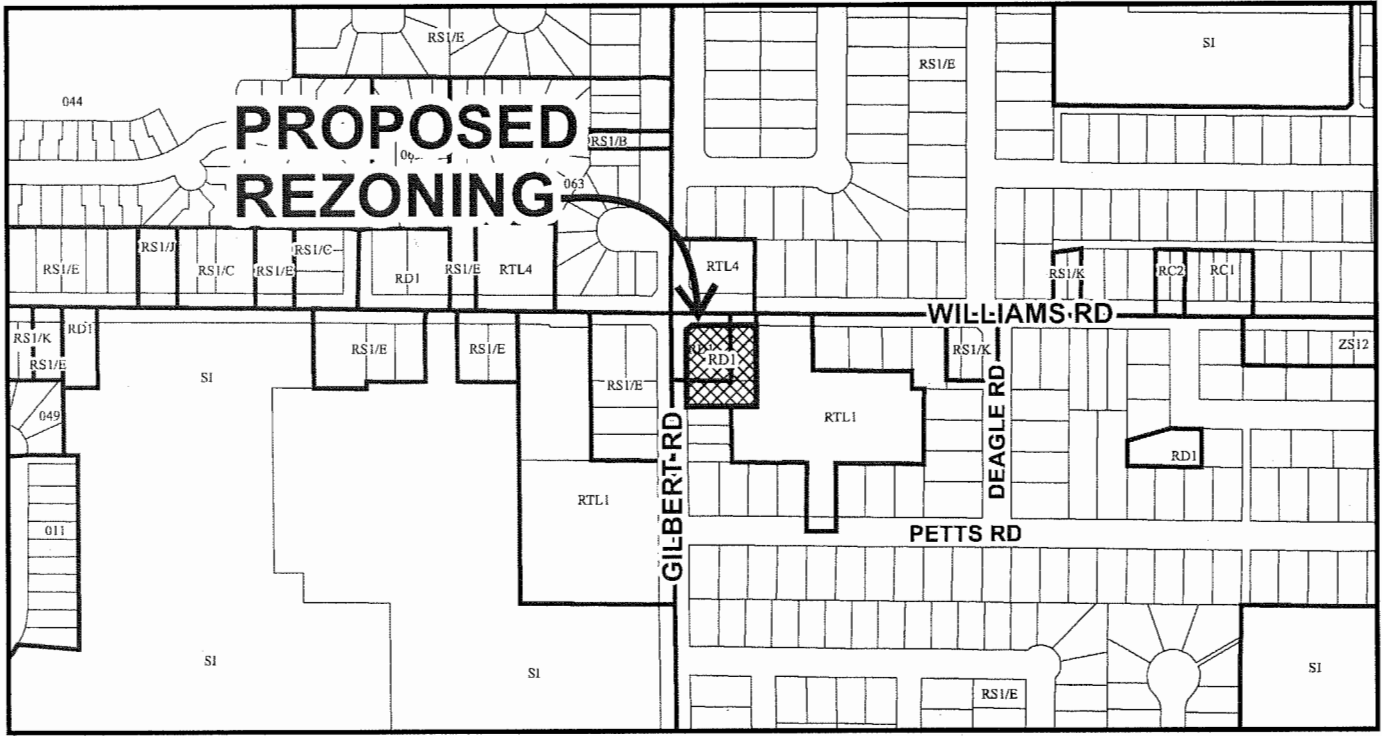 RS1/E
SI
RS1/E
044
PROPOSED
RS1/B
REZONING
063
RS1/E
RS1/J
RS1/C
RS1/E
RS1/C
RD1
RS1/E
RTL4
RTL4
RS1/K
RC2
RC1
WILLIAMS RD
RS1/K
RS1/E
RD1
SI
RS1/E
RS1/E
RS1/E
RD1
RS1/K
ZS12
049
GILBERT RD
RTL1
DEAGLE RD
RD1
011
RTL1
PETTS RD
SI
SI
RS1/E
SI